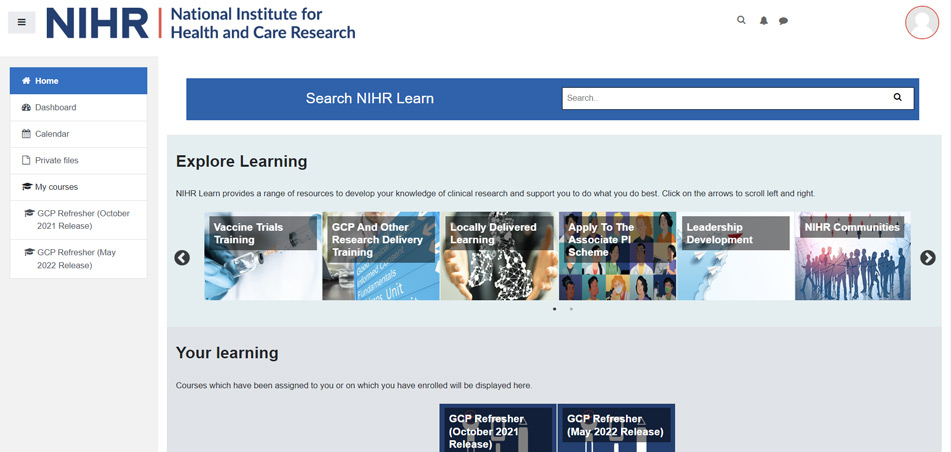 NIHR | National Institute for
Health and Care Research
Home
Dashboard
Calendar
Private files
My courses
GCP Refresher (October
2021 Release)
GCP Refresher (May
2022 Release)
Search NIHR Learn
Search..
Explore Learning
NIHR Learn provides a range of resources to develop your knowledge of clinical research and support you to do what you do best. Click on the arrows to scroll left and right.
Vaccine Trials
Training
GCP And Other
Research Delivery
Training
Informed Consent
Fundamentals
Unit
Locally Delivered
Learning
Apply To The
Associate PI
Scheme
Leadership
Development
NIHR Communities
Your learning
Courses which have been assigned to you or on which you have enrolled will be displayed here.
GCP Refresher
(October 2021
Release)
GCP Refresher
(May 2022 Release)